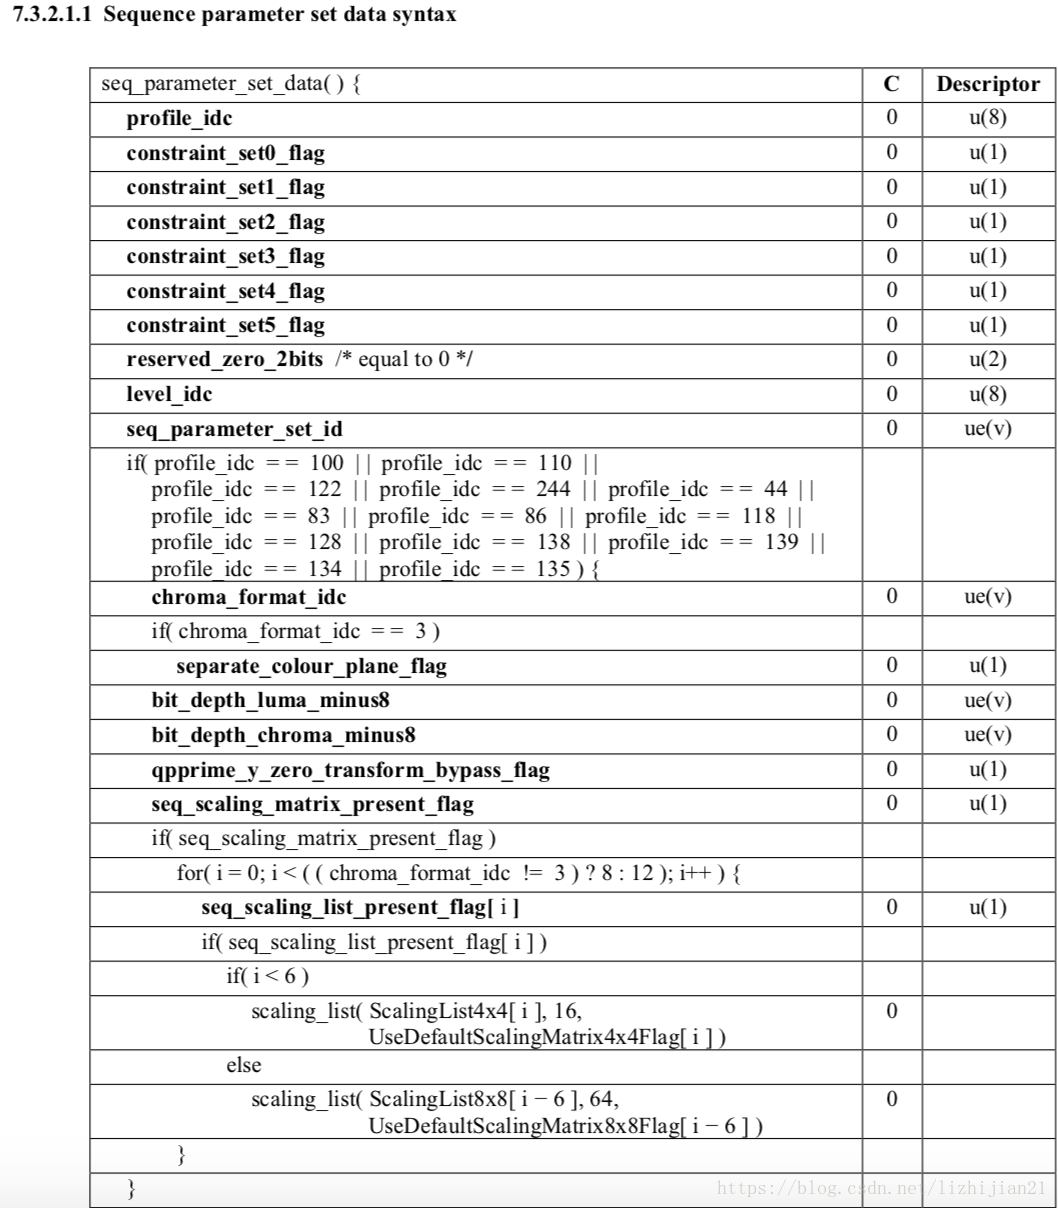 7.3.2.1.1 Sequence parameter set data syntax
seq_parameter_set_data( ) { C Descriptor
profile_idc 0 u(8)
constraint_set0_flag 0 u(1)
constraint_set1_flag 0 u(1)
constraint_set2_flag 0 u(1)
constraint_set3_flag 0 u(1)
constraint_set4_flag 0 u(1)
constraint_set5_flag 0 u(1)
reserved_zero_2bits /* equal to 0 */ 0 u(2)
level_idc 0 u(8)
seq_parameter_set_id 0 ue(v)
if( profile_idc = = 100 | | profile_idc = = 110 | |
profile_idc = = 122 | | profile_idc = = 244 | | profile_idc = = 44 | |
profile_idc = = 83 | | profile_idc = = 86 | | profile_idc = = 118 | |
profile_idc = = 128 | | profile_idc = = 138 | | profile_idc = = 139 | |
profile_idc = = 134 | | profile_idc = = 135 ) {
chroma_format_idc 0 ue(v)
if( chroma_format_idc = = 3 )
separate_colour_plane_flag 0 u(1)
bit_depth_luma_minus8 0 ue(v)
bit_depth_chroma_minus8 0 ue(v)
qpprime_y_zero_transform_bypass_flag 0 u(1)
seq_scaling_matrix_present_flag 0 u(1)
if( seq_scaling_matrix_present_flag )
for( i = 0; i < ( ( chroma_format_idc != 3 ) ? 8 : 12 ); i++ ) {
seq_scaling_list_present_flag[ i ] 0 u(1)
if( seq_scaling_list_present_flag[ i ] )
if( i < 6 )
scaling_list( ScalingList4x4[ i ], 16, 0
UseDefaultScalingMatrix4x4Flag[ i ] )
else
scaling_list( ScalingList8x8[ i − 6 ], 64, 0
UseDefaultScalingMatrix8x8Flag[ i − 6 ] )
}
}
https://blog.csdn.net/lizhijian21